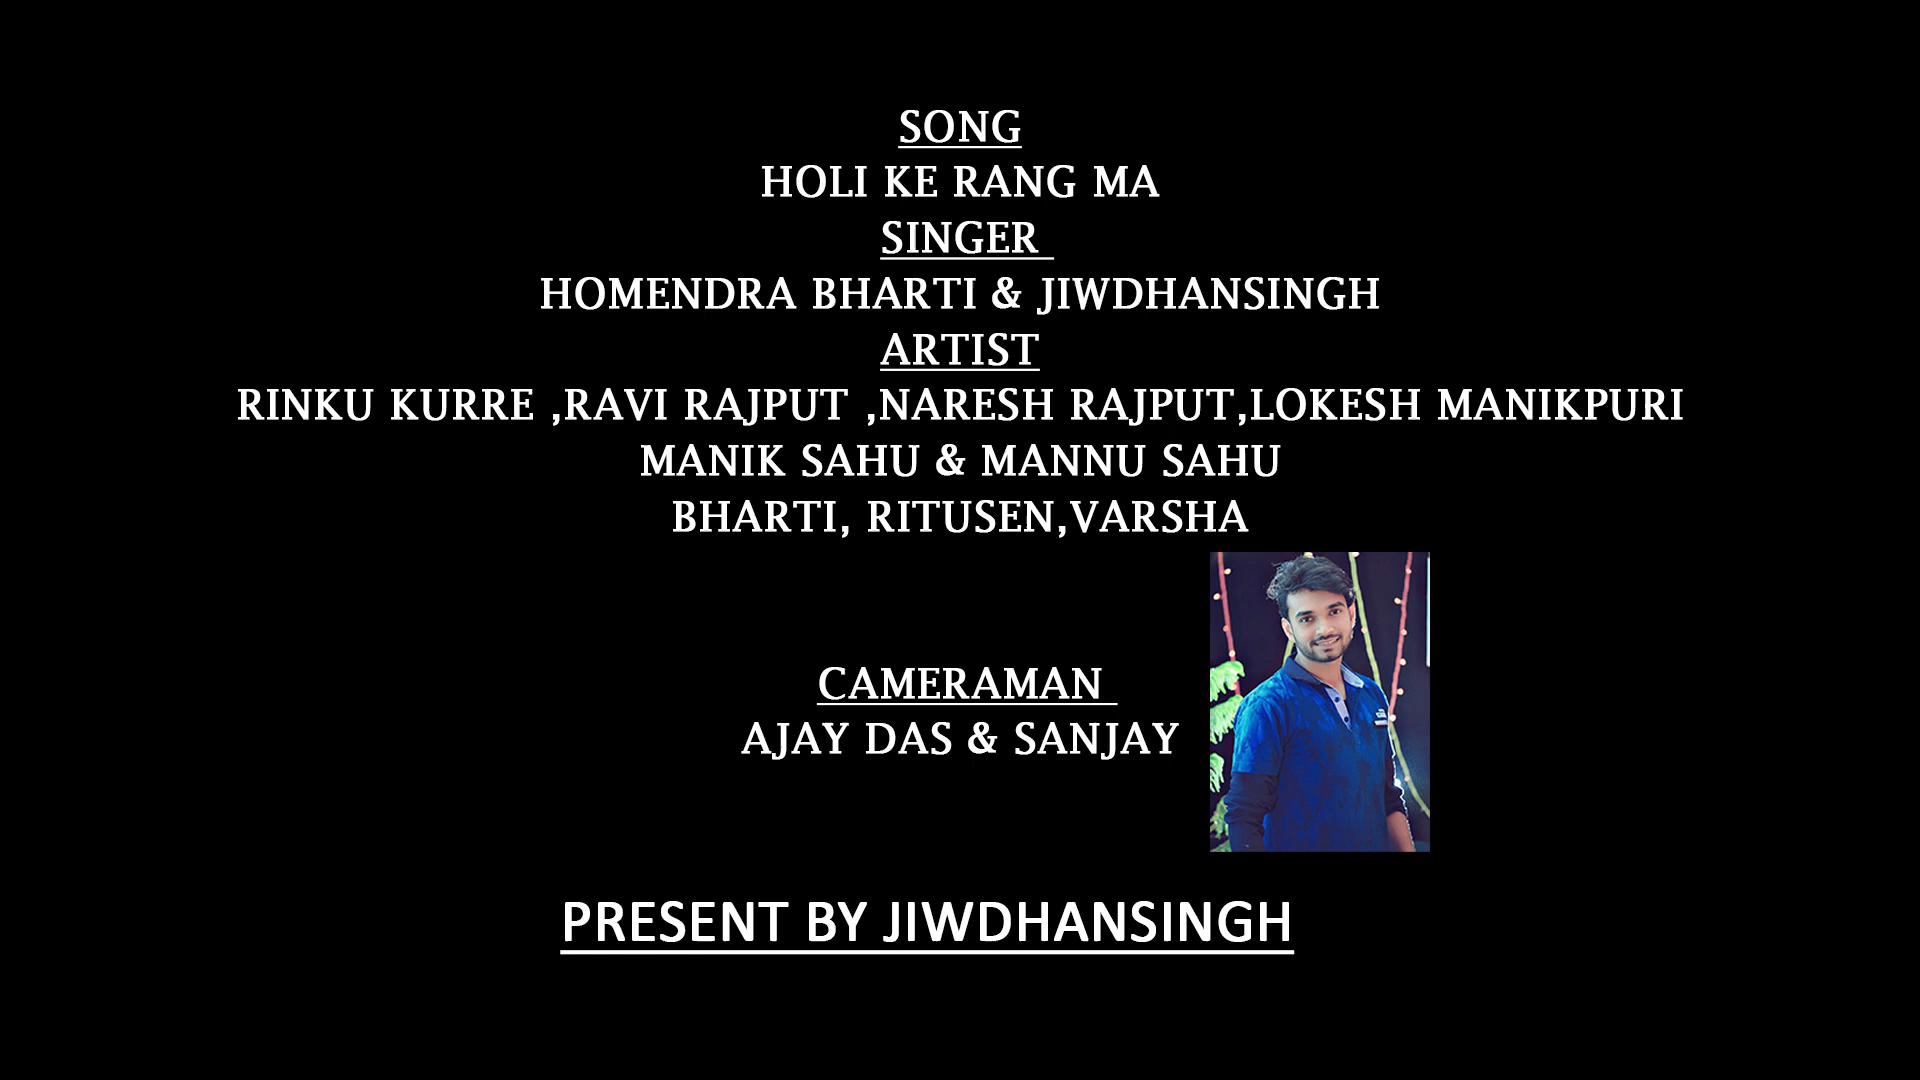 SONG
HOLI KE RANG MA
SINGER
HOMENDRA BHARTI & JIWDHANSINGH
ARTIST
RINKU KURRE ,RAVI RAJPUT ,NARESH RAJPUT,LOKESH MANIKPURI
MANIK SAHU & MANNU SAHU
BHARTI, RITUSEN,VARSHA
CAMERAMAN
AJAY DAS & SANJAY
PRESENT BY JIWDHANSINGH